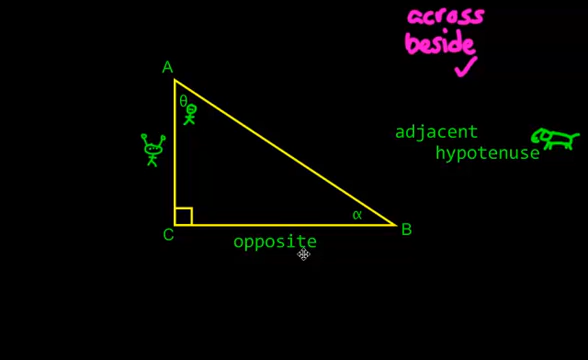 across
beside
A
θ
adjacent
hypotenuse
α
C
B
opposite